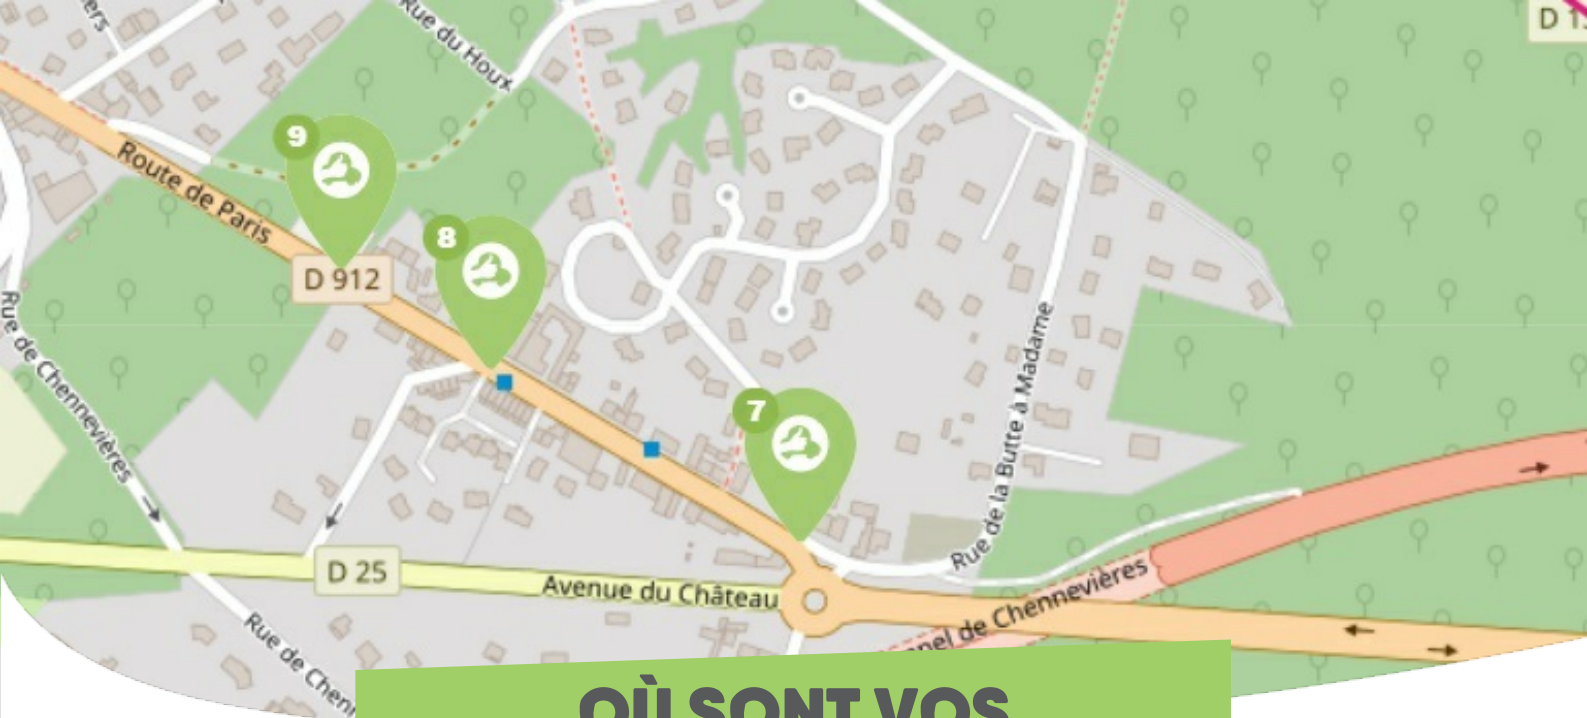 Rue du Houx
D
9
Route de Paris
8
D 912
Rue de Chennevières
Rue de la Butte à Madame
7
D 25
Avenue du Château
de Chennevières
Rue de
OÙ SONT VOS